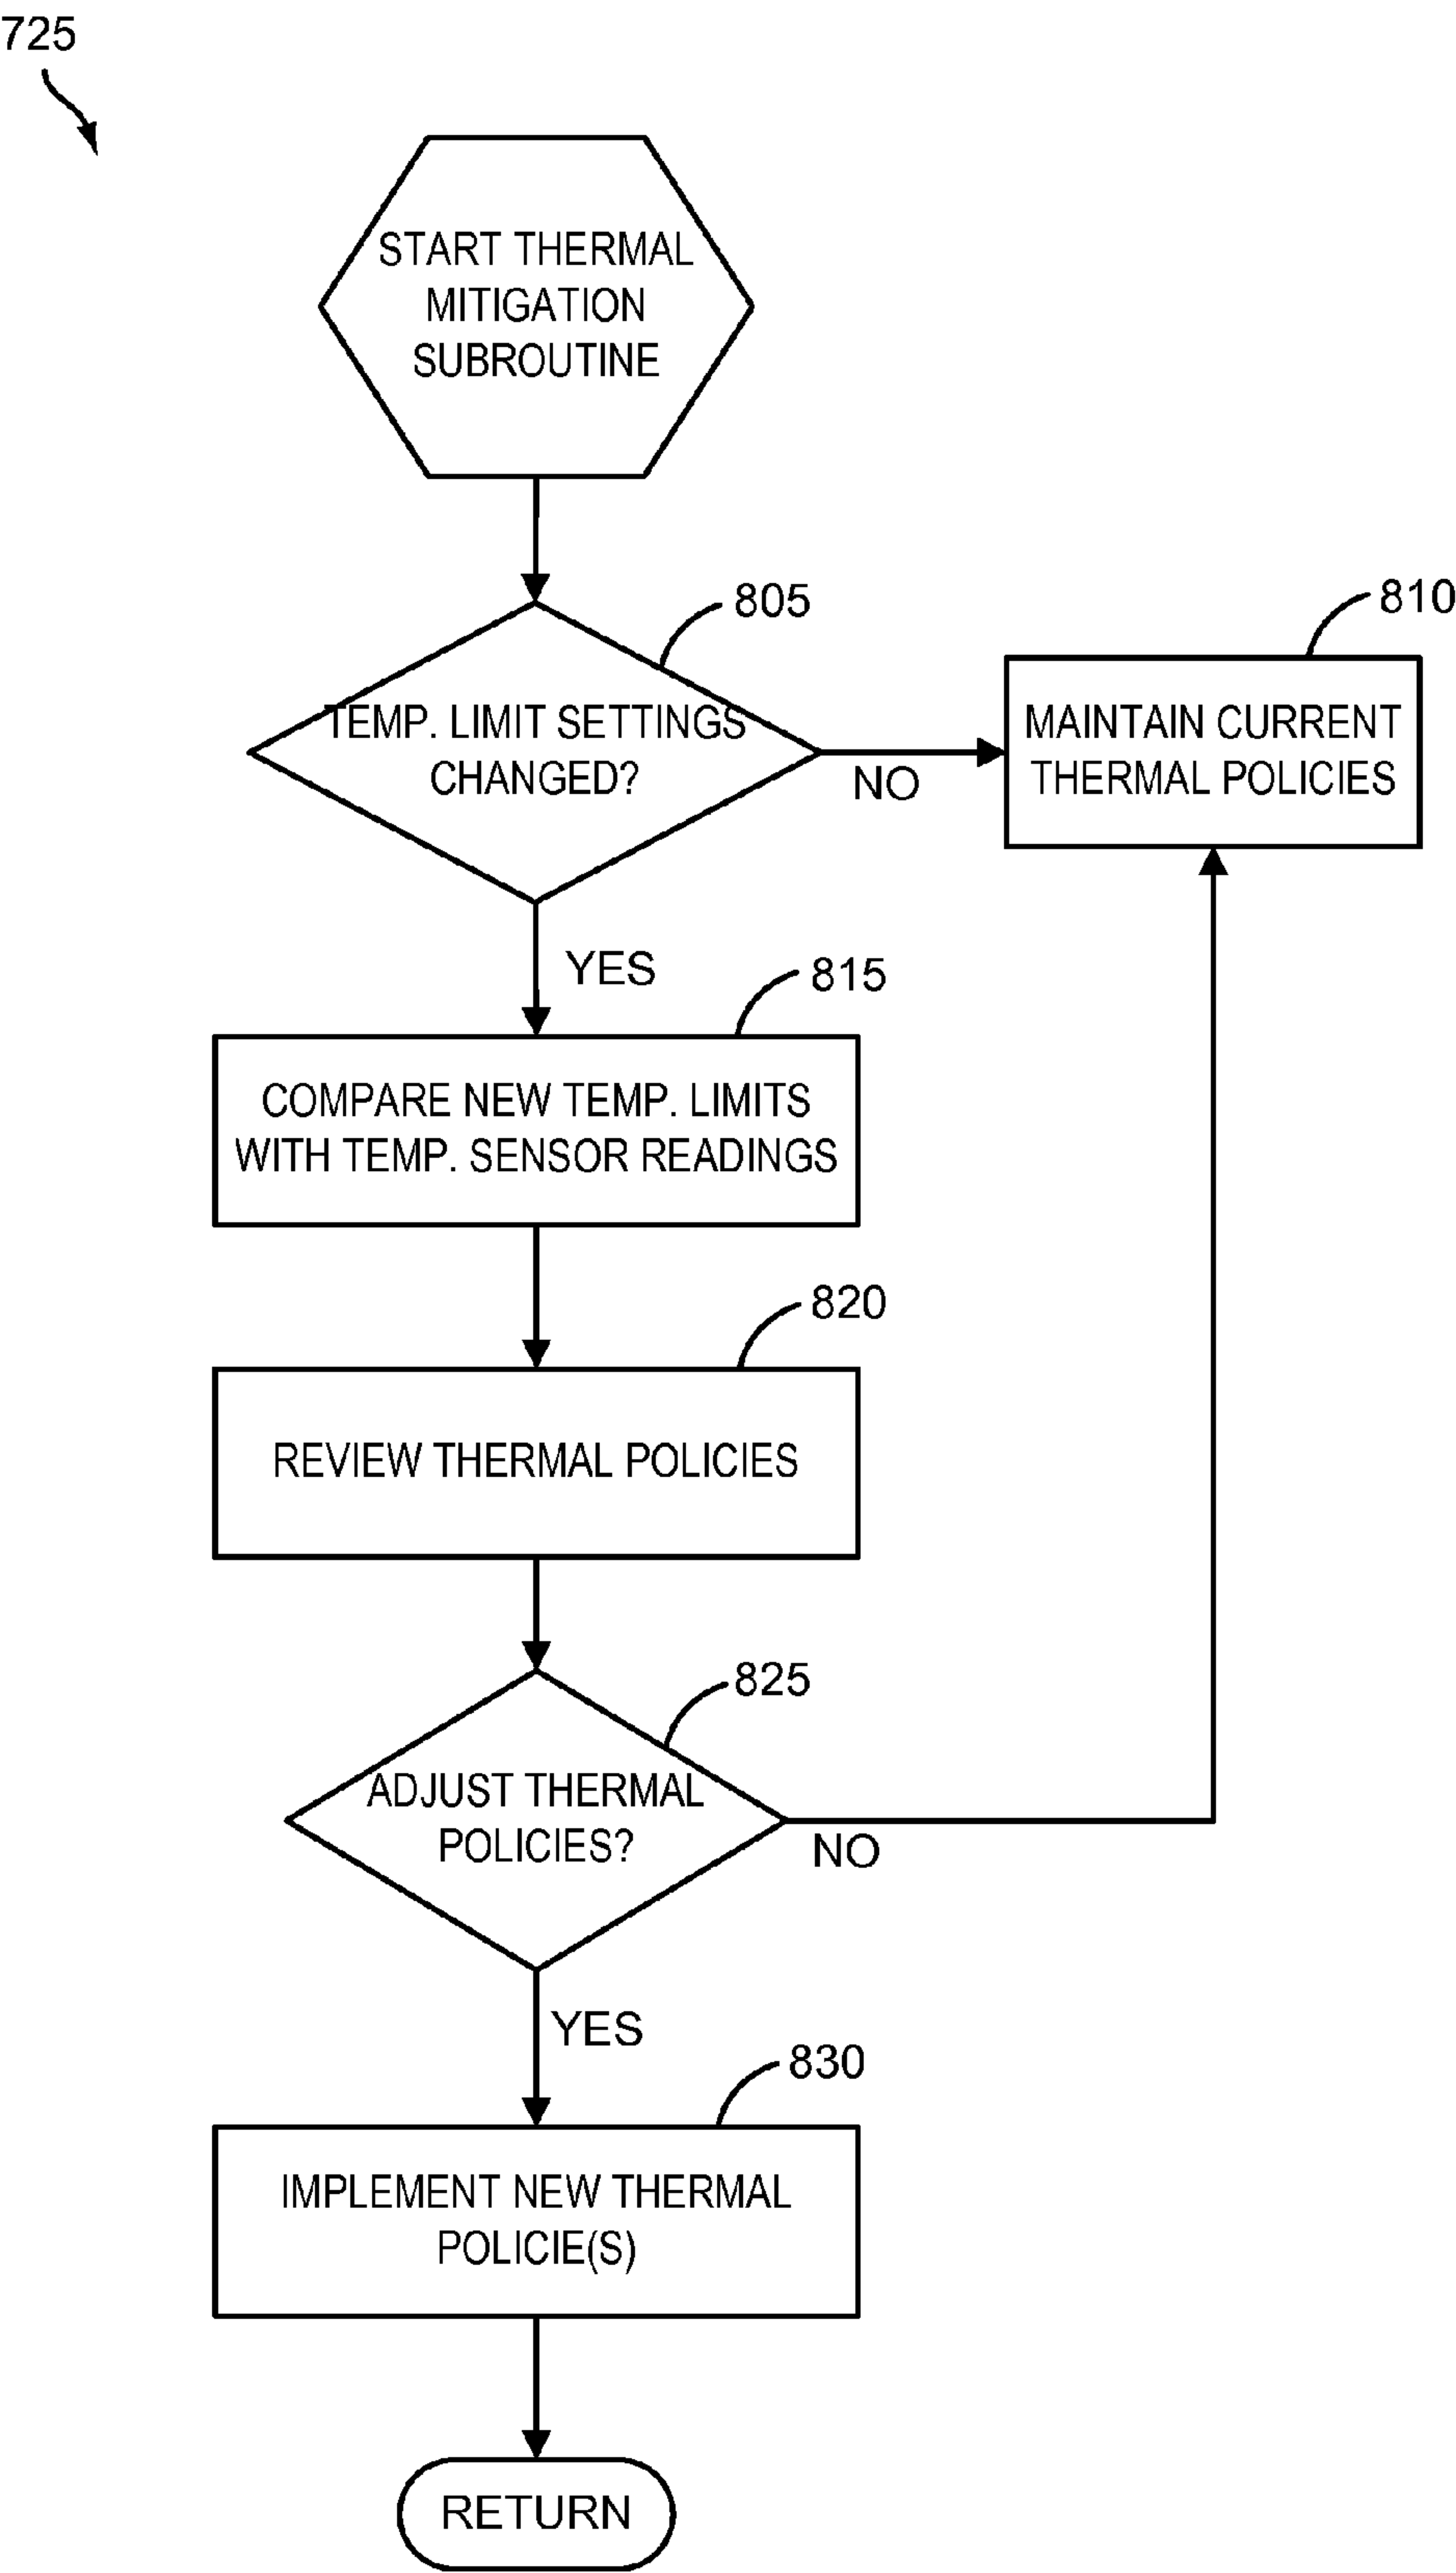 725
START THERMAL
MITIGATION
SUBROUTINE
805
810
TEMP. LIMIT SETTINGS
CHANGED?
NO
MAINTAIN CURRENT
THERMAL POLICIES
YES
815
COMPARE NEW TEMP. LIMITS
WITH TEMP. SENSOR READINGS
820
REVIEW THERMAL POLICIES
825
ADJUST THERMAL
POLICIES?
NO
YES
830
IMPLEMENT NEW THERMAL
POLICIE(S)
RETURN